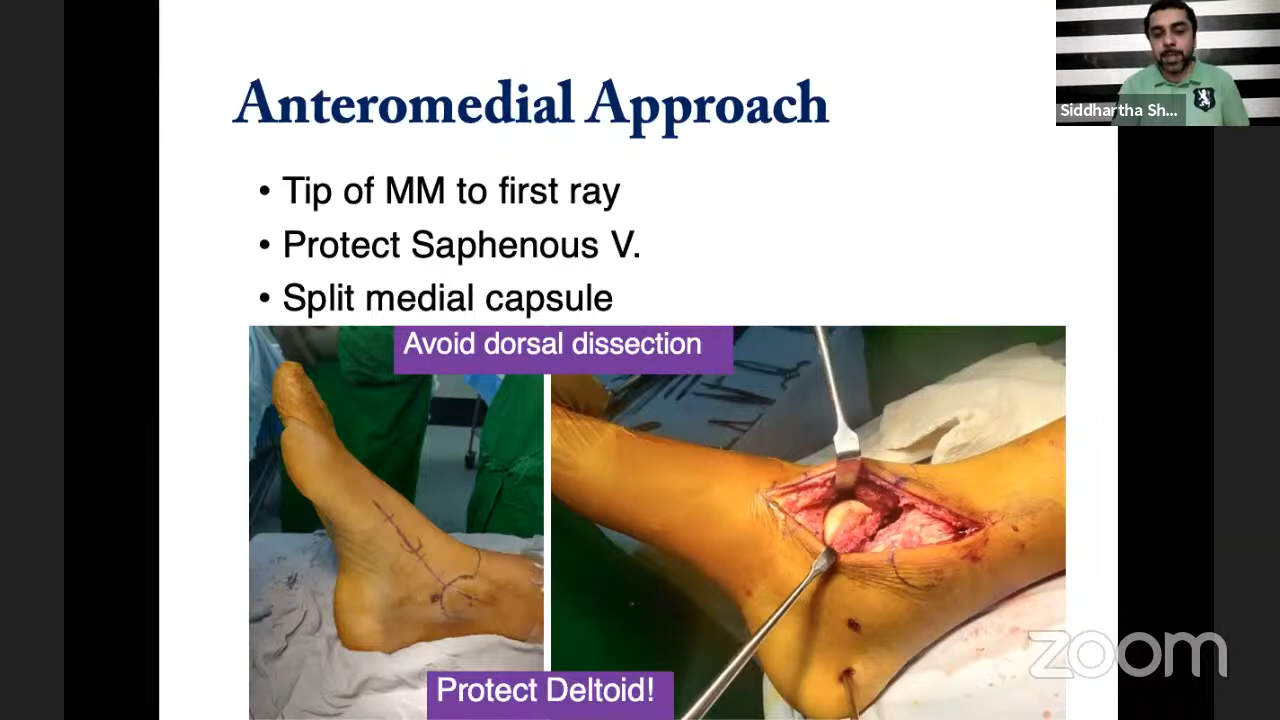 Anteromedial Approach
• Tip of MM to first ray
• Protect Saphenous V.
• Split medial capsule
Avoid dorsal dissection
Protect Deltoid!
Siddhartha Sh...
zoom